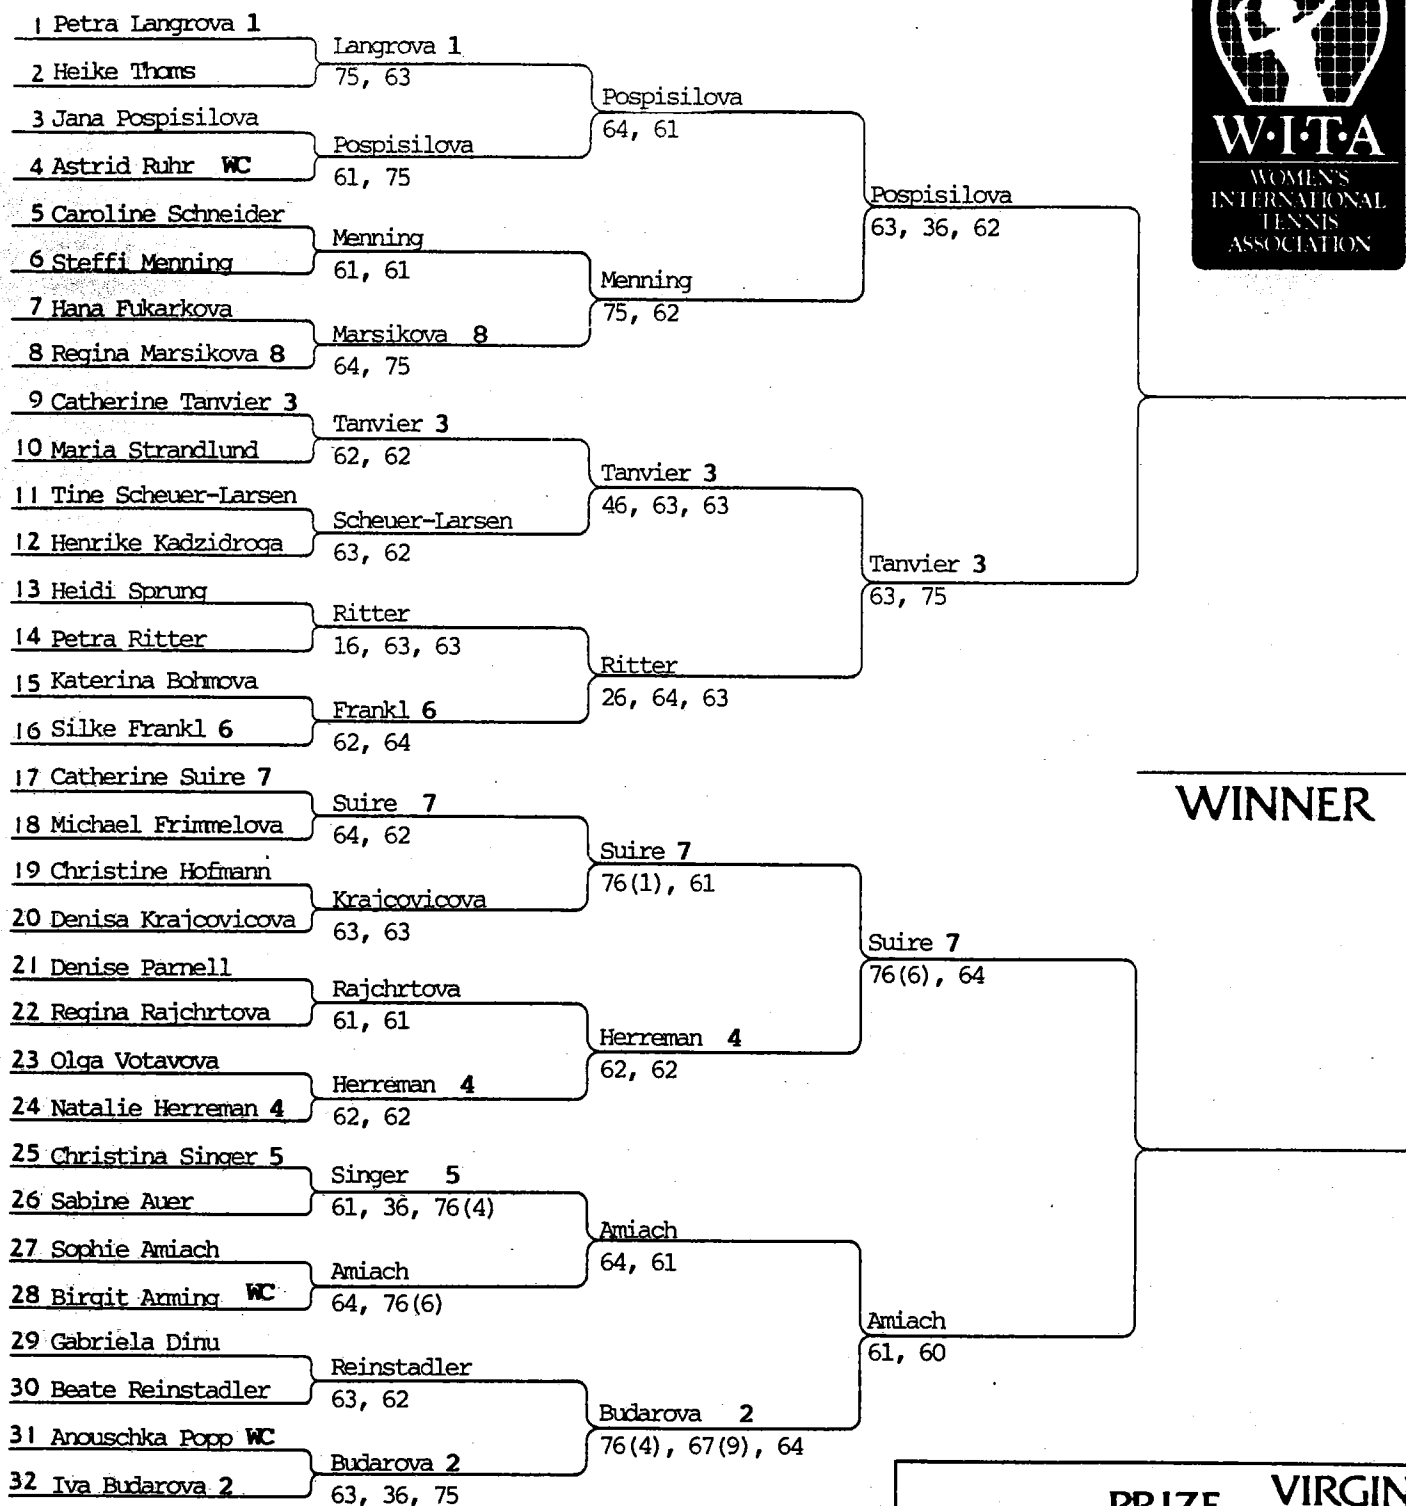 1 Petra Langrova 1
2 Heike Thoms
3 Jana Pospisilova
4 Astrid Ruhr WC
5 Caroline Schneider
6 Steffi Menning
7 Hana Fukarkova
8 Regina Marsikova 8
9 Catherine Tanvier 3
10 Maria Strandlund
11 Tine Scheuer-Larsen
12 Henrike Kadzidroga
13 Heidi Sprung
14 Petra Ritter
15 Katerina Bohmova
16 Silke Frankl 6
17 Catherine Suire 7
18 Michael Frimmelova
19 Christine Hofmann
20 Denisa Krajcovicova
21 Denise Parnell
22 Regina Rajchrtova
23 Olga Votavova
24 Natalie Herreman 4
25 Christina Singer 5
26 Sabine Auer
27 Sophie Amiach
28 Birgit Arming WC
29 Gabriela Dinu
30 Beate Reinstadler
31 Anouschka Popp WC
32 Iva Budarova 2
Langrova 1
75, 63
Pospisilova
61, 75
Menning
61, 61
Marsikova 8
64, 75
Tanvier 3
62, 62
Scheuer-Larsen
63, 62
Ritter
16, 63, 63
Frankl 6
62, 64
Suire 7
64, 62
Krajcovicova
63, 63
Rajchrtova
61, 61
Herreman 4
62, 62
Singer 5
61, 36, 76(4)
Amiach
64, 76(6)
Reinstadler
63, 62
Budarova 2
63, 36, 75
Pospisilova
64, 61
Menning
75, 62
Tanvier 3
46, 63, 63
Ritter
26, 64, 63
Suire 7
76(1), 61
Herreman 4
62, 62
Amiach
64, 61
Budarova 2
76(4), 67(9), 64
Pospisilova
63, 36, 62
Tanvier 3
63, 75
Suire 7
76(6), 64
Amiach
61, 60
W·I·T·A
WOMEN'S
INTERNATIONAL
TENNIS
ASSOCIATION
WINNER
PRIZE VIRGIN